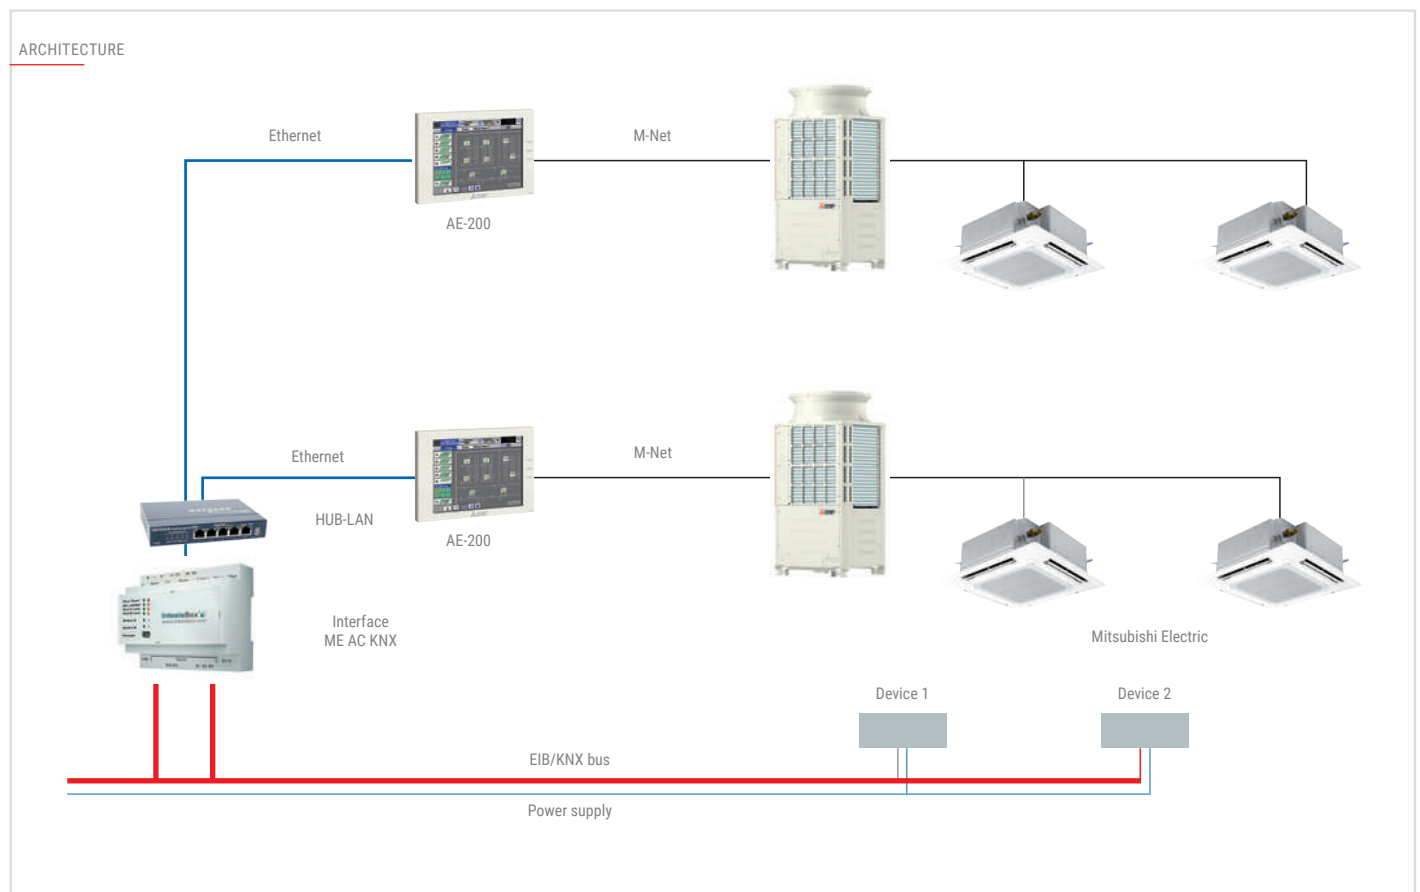 ARCHITECTURE
Ethernet
M-Net
AE-200
Ethernet
M-Net
HUB-LAN
AE-200
IntesisBox
Interface
ME AC KNX
Mitsubishi Electric
Device 1
Device 2
EIB/KNX bus
Power supply